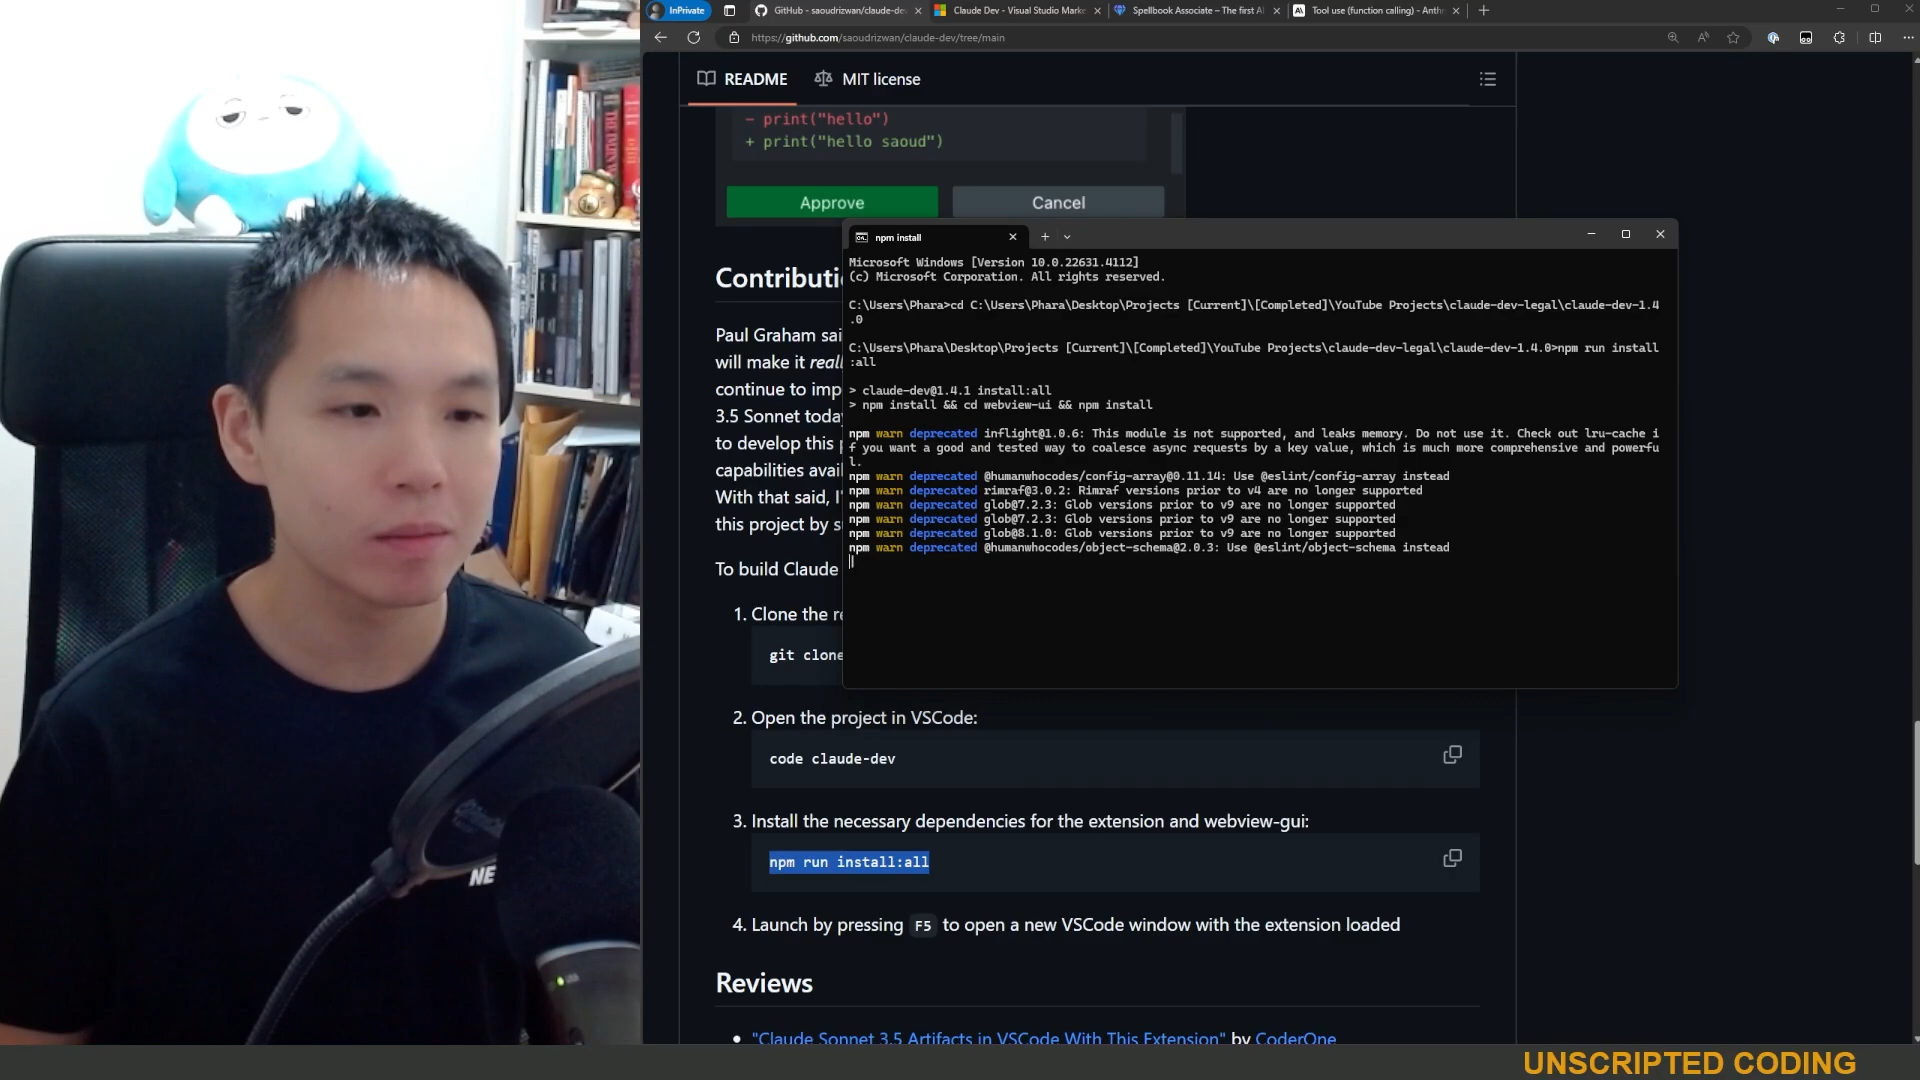 InPrivate
GitHub - saoudrizwan/claude-dev
Claude Dev - Visual Studio Marke
Spellbook Associate – The first AI
Tool use (function calling) - Anth
https://github.com/saoudrizwan/claude-dev/tree/main
README
MIT license
- print("hello")
+ print("hello saoud")
Approve
Cancel
Contributi
Paul Graham sai
will make it real
continue to imp
3.5 Sonnet toda
to develop this p
capabilities avai
With that said, I'
this project by s
To build Claude
1. Clone the re
git clone
npm install
Microsoft Windows [Version 10.0.22631.4112]
(c) Microsoft Corporation. All rights reserved.
C:\Users\Phara>cd C:\Users\Phara\Desktop\Projects [Current]\[Completed]\YouTube Projects\claude-dev-legal\claude-dev-1.4
.0
C:\Users\Phara\Desktop\Projects [Current]\[Completed]\YouTube Projects\claude-dev-legal\claude-dev-1.4.0>npm run install
:all
> claude-dev@1.4.1 install:all
> npm install && cd webview-ui && npm install
npm warn deprecated inflight@1.0.6: This module is not supported, and leaks memory. Do not use it. Check out lru-cache i
f you want a good and tested way to coalesce async requests by a key value, which is much more comprehensive and powerfu
l.
npm warn deprecated @humanwhocodes/config-array@0.11.14: Use @eslint/config-array instead
npm warn deprecated rimraf@3.0.2: Rimraf versions prior to v4 are no longer supported
npm warn deprecated glob@7.2.3: Glob versions prior to v9 are no longer supported
npm warn deprecated glob@7.2.3: Glob versions prior to v9 are no longer supported
npm warn deprecated glob@8.1.0: Glob versions prior to v9 are no longer supported
npm warn deprecated @humanwhocodes/object-schema@2.0.3: Use @eslint/object-schema instead
2. Open the project in VSCode:
code claude-dev
3. Install the necessary dependencies for the extension and webview-gui:
npm run install:all
4. Launch by pressing F5 to open a new VSCode window with the extension loaded
Reviews
• "Claude Sonnet 3.5 Artifacts in VSCode With This Extension" by CoderOne
NE
UNSCRIPTED CODING